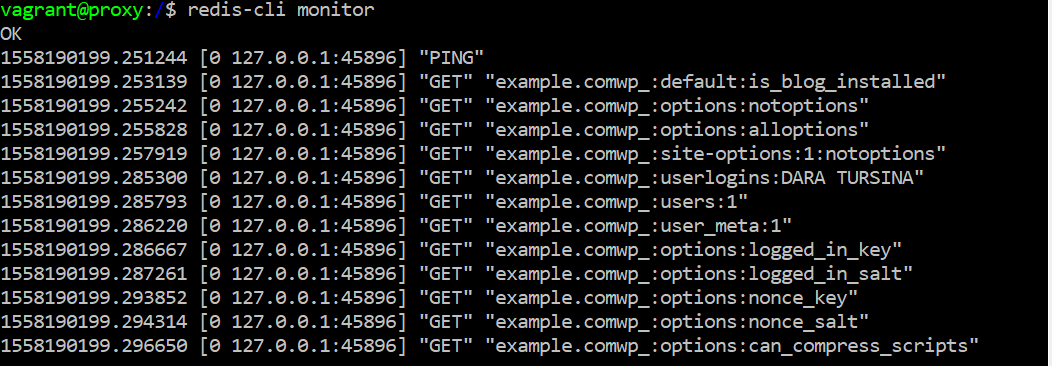 vagrant@proxy:/$ redis-cli monitor
OK
1558190199.251244 [0 127.0.0.1:45896] "PING"
1558190199.253139 [0 127.0.0.1:45896] "GET" "example.comwp_:default:is_blog_installed"
1558190199.255242 [0 127.0.0.1:45896] "GET" "example.comwp_:options:notoptions"
1558190199.255828 [0 127.0.0.1:45896] "GET" "example.comwp_:options:alloptions"
1558190199.257919 [0 127.0.0.1:45896] "GET" "example.comwp_:site-options:1:notoptions"
1558190199.285300 [0 127.0.0.1:45896] "GET" "example.comwp_:userlogins:DARA TURSINA"
1558190199.285793 [0 127.0.0.1:45896] "GET" "example.comwp_:users:1"
1558190199.286220 [0 127.0.0.1:45896] "GET" "example.comwp_:user_meta:1"
1558190199.286667 [0 127.0.0.1:45896] "GET" "example.comwp_:options:logged_in_key"
1558190199.287261 [0 127.0.0.1:45896] "GET" "example.comwp_:options:logged_in_salt"
1558190199.293852 [0 127.0.0.1:45896] "GET" "example.comwp_:options:nonce_key"
1558190199.294314 [0 127.0.0.1:45896] "GET" "example.comwp_:options:nonce_salt"
1558190199.296650 [0 127.0.0.1:45896] "GET" "example.comwp_:options:can_compress_scripts"